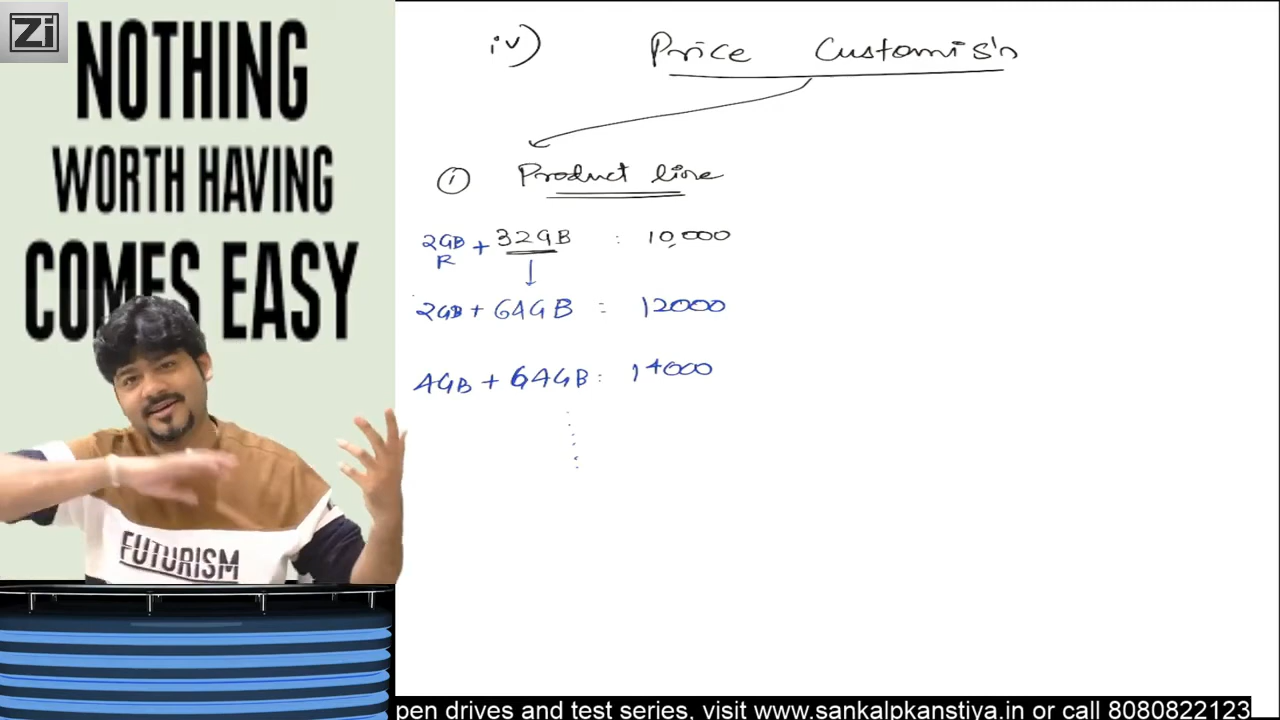 Zi
NOTHING
WORTH HAVING
COMES EASY
FUTURISM
iv) Price Customis'n
① Product line
2GB R + 32GB : 10,000
2GB + 64GB : 12000
4GB + 64GB : 14000
pen drives and test series, visit www.sankalpkanstiya.in or call 8080822123